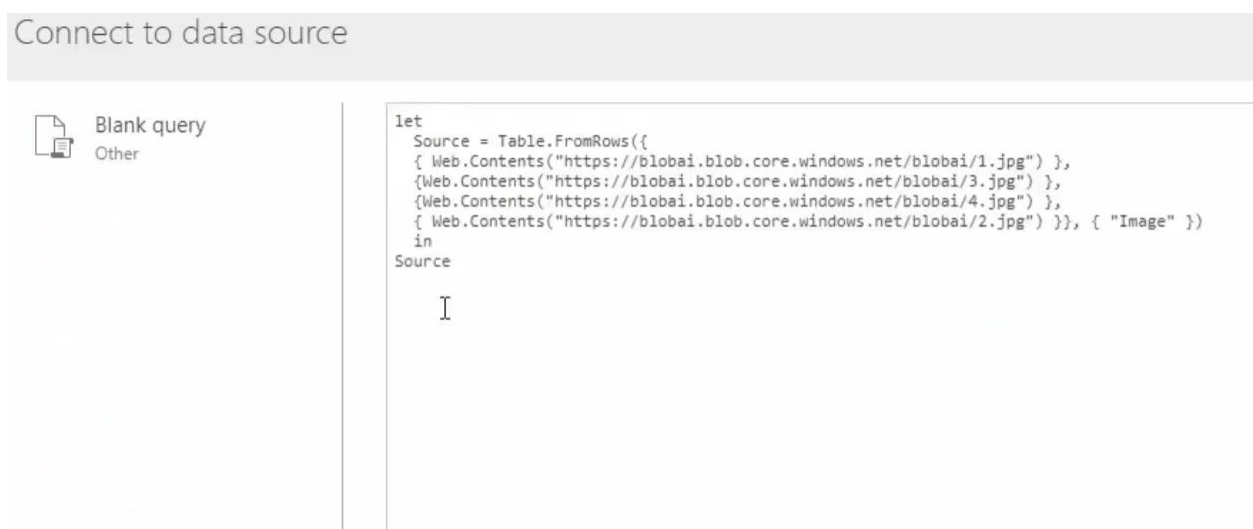 Connect to data source
Blank query
Other
let
Source = Table.FromRows({
{ Web.Contents("https://blobai.blob.core.windows.net/blobai/1.jpg") },
{Web.Contents("https://blobai.blob.core.windows.net/blobai/3.jpg") },
{Web.Contents("https://blobai.blob.core.windows.net/blobai/4.jpg") },
{ Web.Contents("https://blobai.blob.core.windows.net/blobai/2.jpg") }}, { "Image" })
in
Source